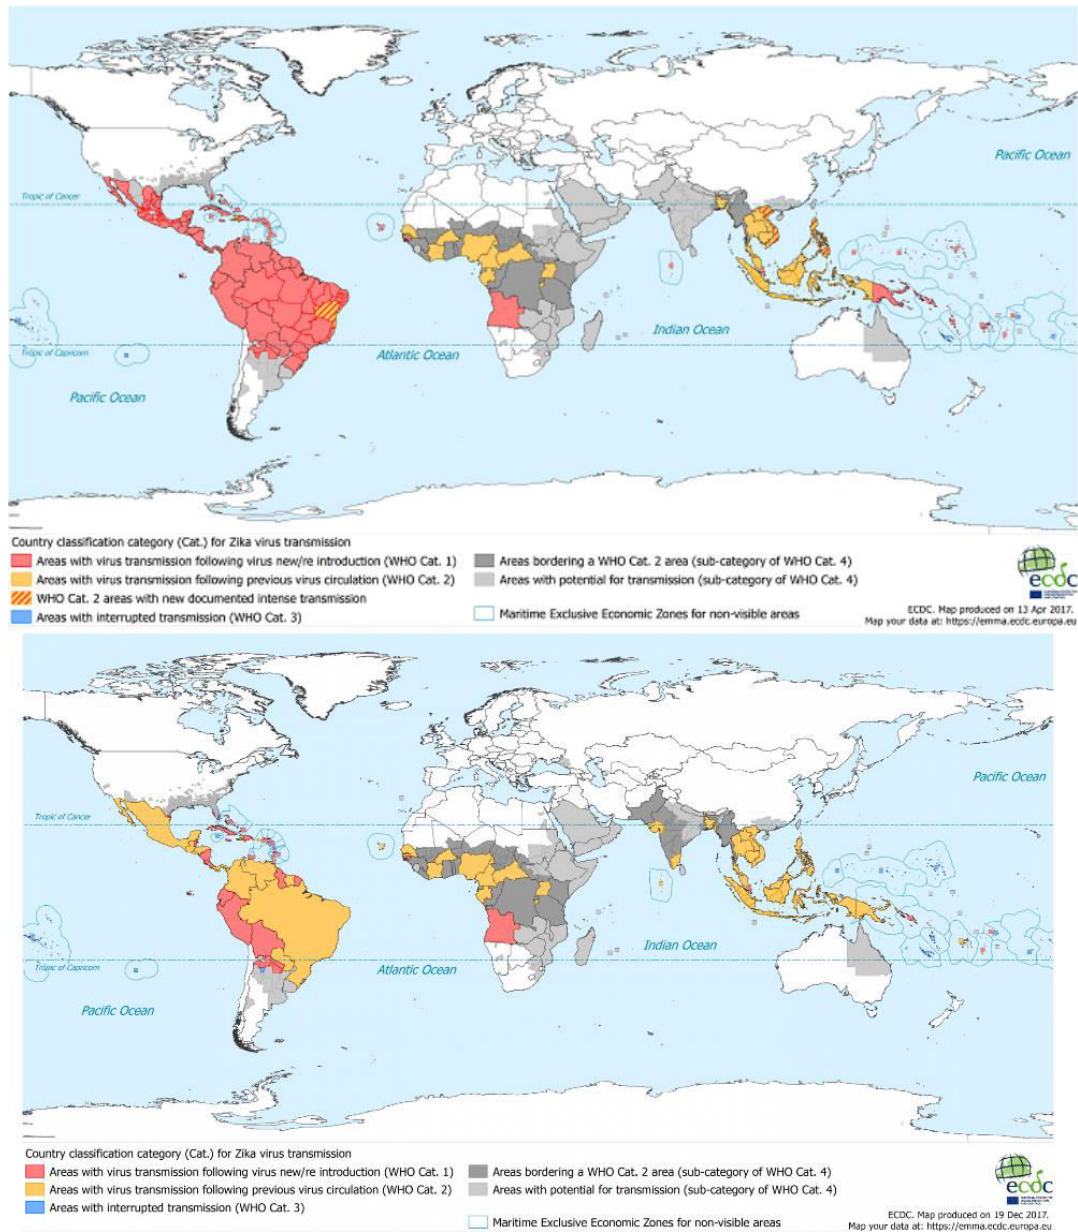 Pacific Ocean
Tropic of Cancer
Indian Ocean
Tropic of Capricorn
Atlantic Ocean
Pacific Ocean
Country classification category (Cat.) for Zika virus transmission
Areas with virus transmission following virus new/re introduction (WHO Cat. 1)
Areas with virus transmission following previous virus circulation (WHO Cat. 2)
WHO Cat. 2 areas with new documented intense transmission
Areas with interrupted transmission (WHO Cat. 3)
Areas bordering a WHO Cat. 2 area (sub-category of WHO Cat. 4)
Areas with potential for transmission (sub-category of WHO Cat. 4)
Maritime Exclusive Economic Zones for non-visible areas
ecdc
ECDC. Map produced on 13 Apr 2017.
Map your data at: https://emma.ecdc.europa.eu
Pacific Ocean
Tropic of Cancer
Indian Ocean
Tropic of Capricorn
Atlantic Ocean
Pacific Ocean
Country classification category (Cat.) for Zika virus transmission
Areas with virus transmission following virus new/re introduction (WHO Cat. 1)
Areas with virus transmission following previous virus circulation (WHO Cat. 2)
Areas with interrupted transmission (WHO Cat. 3)
Areas bordering a WHO Cat. 2 area (sub-category of WHO Cat. 4)
Areas with potential for transmission (sub-category of WHO Cat. 4)
Maritime Exclusive Economic Zones for non-visible areas
ecdc
ECDC. Map produced on 19 Dec 2017.
Map your data at: https://emma.ecdc.europa.eu